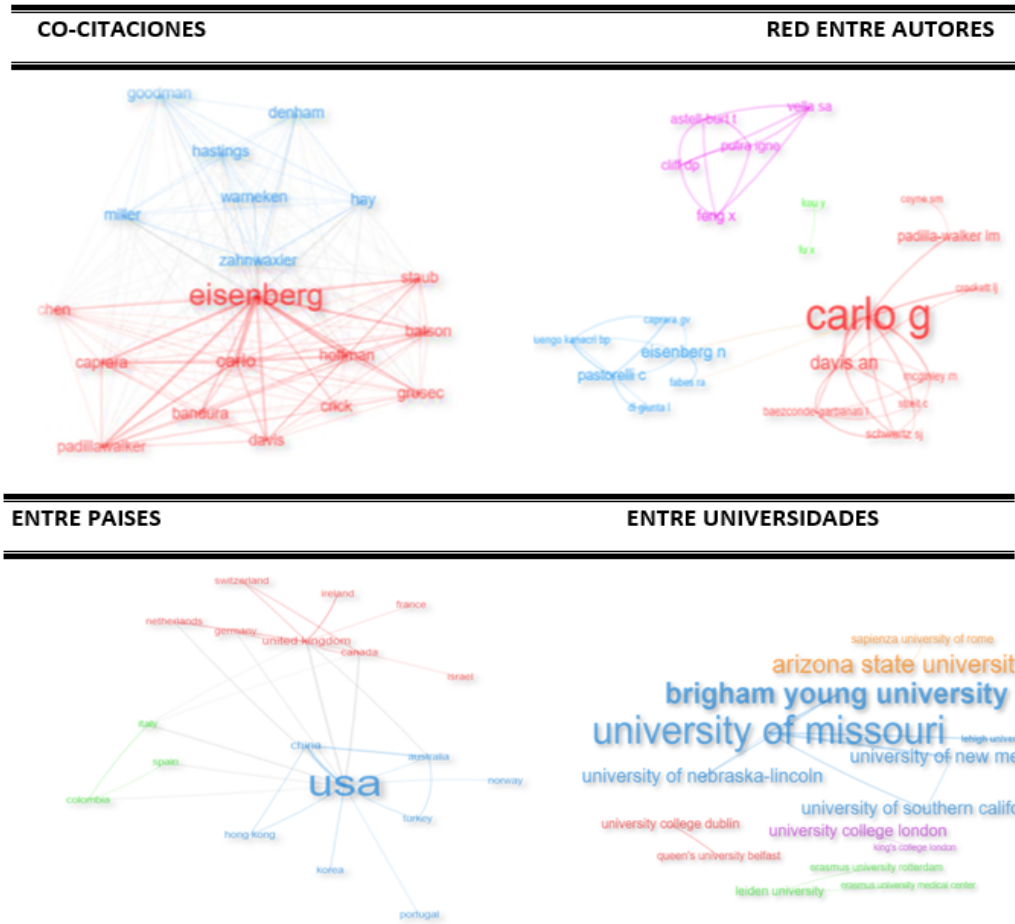 CO-CITACIONES
RED ENTRE AUTORES
goodman
denham
hastings
warneken
hay
miller
zahnwaxler
eisenberg
staub
chen
batson
caprara
carlo
hoffman
grusec
crick
bandura
davis
padillawalker
vella sa
astell-burt t
putra igne
cliff dp
feng x
kou y
fu x
coyne sm
padilla-walker lm
crockett lj
carlo g
caprara gv
luengo kanacri bp
eisenberg n
pastorelli c
fabes ra
di giunta l
davis an
mcginley m
streit c
baezconde-garbanati l
schwartz sj
ENTRE PAISES
ENTRE UNIVERSIDADES
switzerland
ireland
france
netherlands
germany
united kingdom
canada
israel
italy
spain
colombia
china
australia
usa
norway
turkey
hong kong
korea
portugal
sapienza university of rome
arizona state universit
brigham young university
university of missouri
lehigh univer
university of new me
university of nebraska-lincoln
university of southern califo
university college dublin
university college london
king's college london
queen's university belfast
erasmus university rotterdam
leiden university
erasmus university medical center